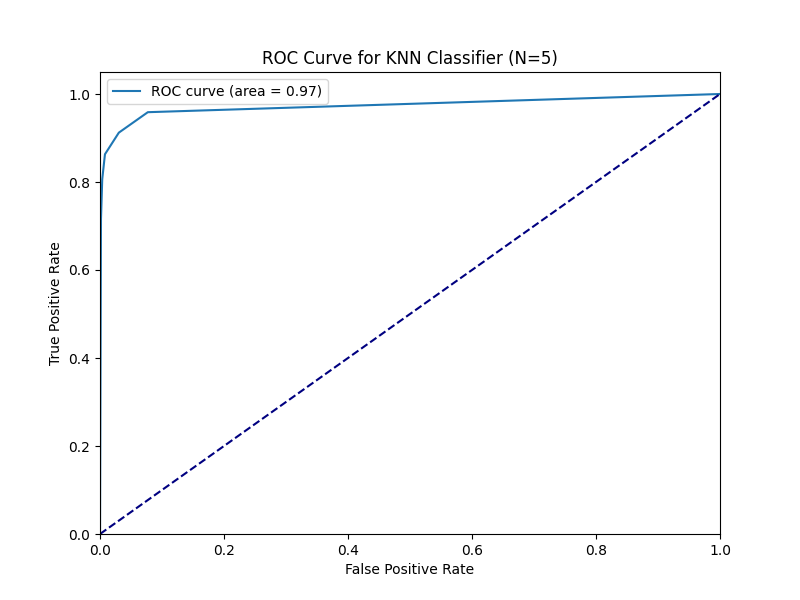 ROC Curve for KNN Classifier (N=5)
ROC curve (area = 0.97)
1.0
0.8
0.6
0.4
0.2
0.0
True Positive Rate
0.0 0.2 0.4 0.6 0.8 1.0
False Positive Rate